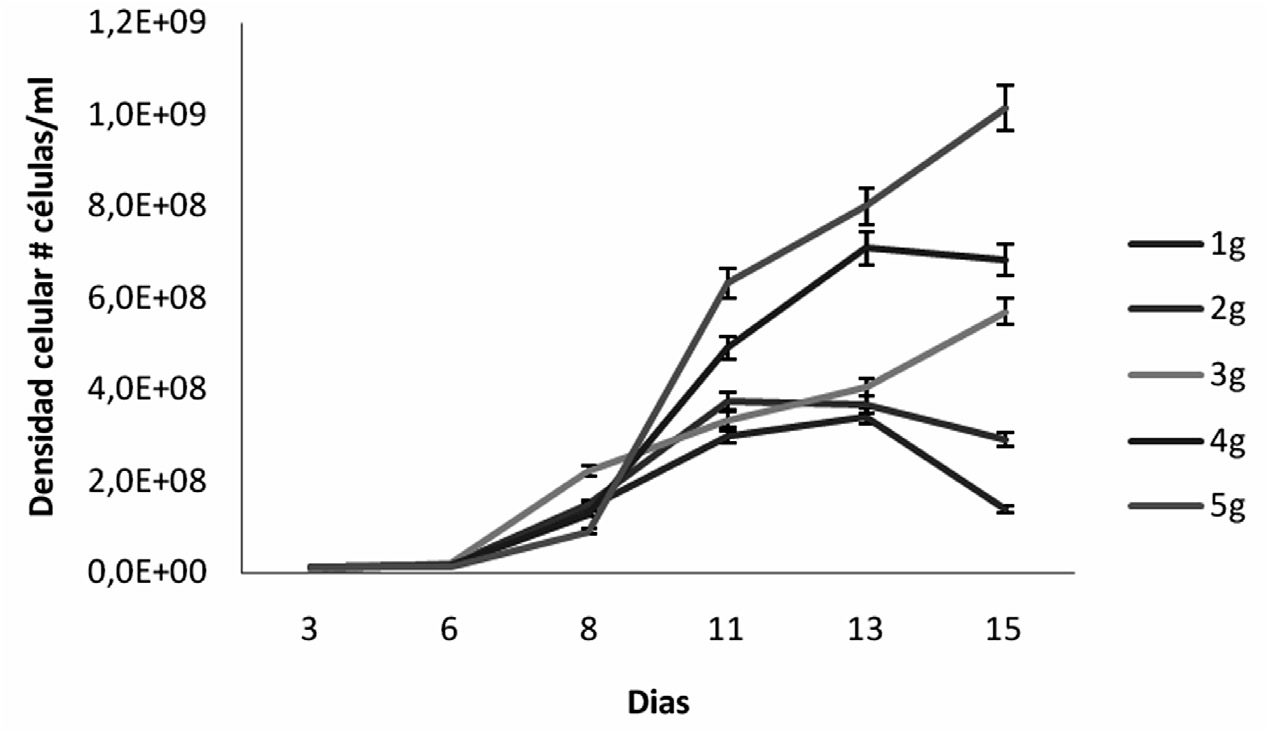 Densidad celular # células/ml
1,2E+09
1,0E+09
8,0E+08
6,0E+08
4,0E+08
2,0E+08
0,0E+00
3 6 8 11 13 15
Dias
1g
2g
3g
4g
5g